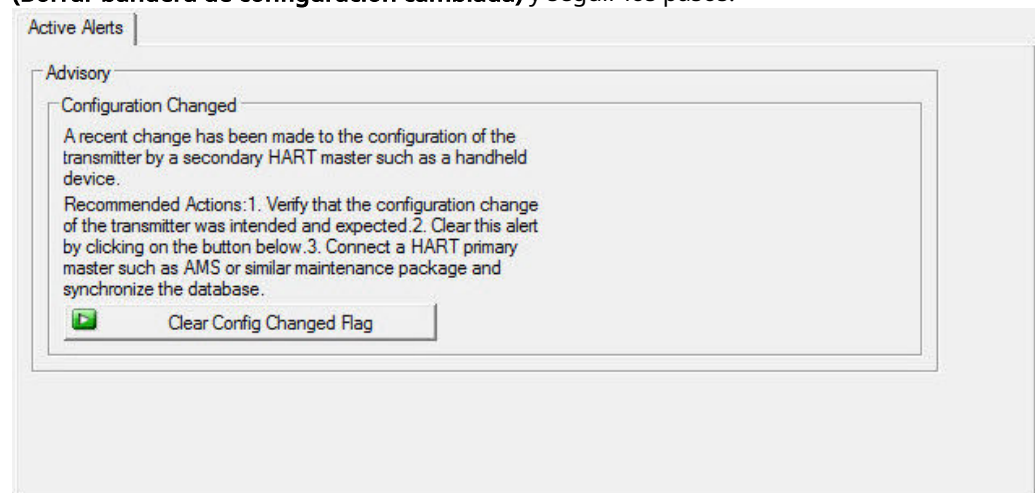 (Borrar bandera de configuración cambiada) y seguir los pasos.
Active Alerts
Advisory
Configuration Changed
A recent change has been made to the configuration of the
transmitter by a secondary HART master such as a handheld
device.
Recommended Actions:1. Verify that the configuration change
of the transmitter was intended and expected.2. Clear this alert
by clicking on the button below.3. Connect a HART primary
master such as AMS or similar maintenance package and
synchronize the database.
Clear Config Changed Flag